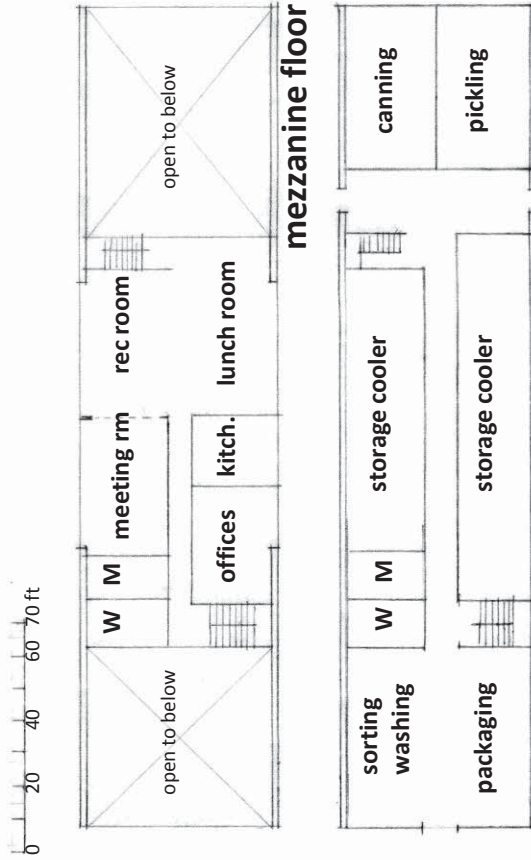 0 20 40 60 70 ft
open to below
W
M
meeting rm
rec room
offices
kitch.
lunch room
open to below
mezzanine floor
sorting
washing
W
M
storage cooler
canning
packaging
storage cooler
pickling